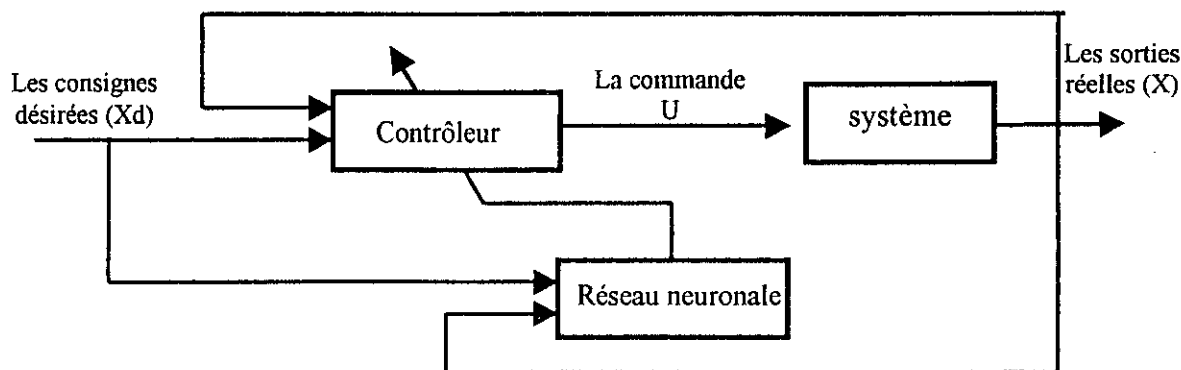 Les consignes
désirées (Xd)
Contrôleur
La commande
U
système
Les sorties
réelles (X)
Réseau neuronale